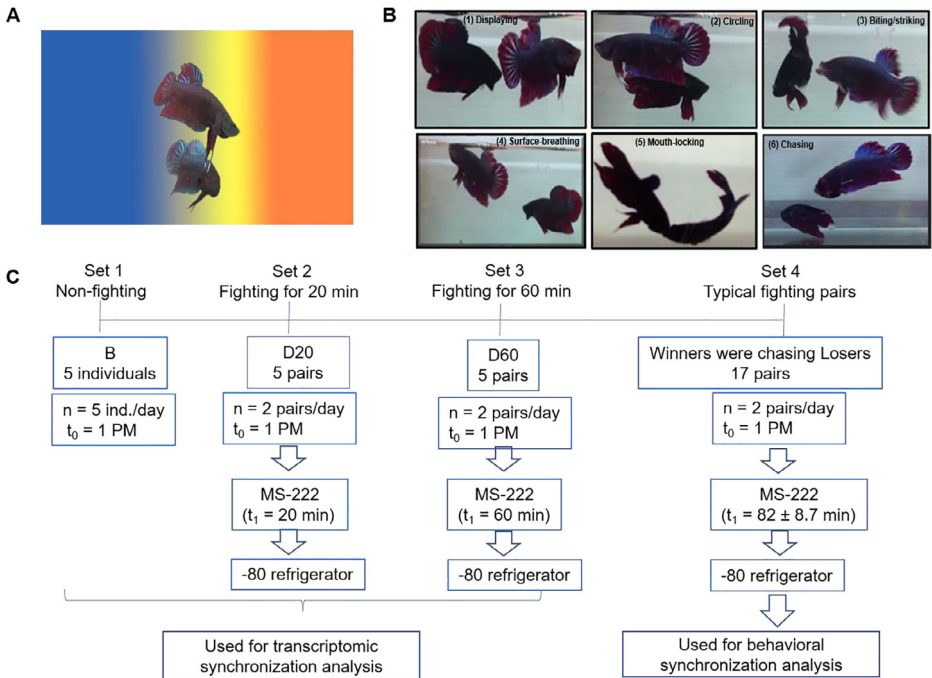 A
B
(1) Displaying
(2) Circling
(3) Biting/striking
(4) Surface-breathing
(5) Mouth-locking
(6) Chasing
C
Set 1
Non-fighting
Set 2
Fighting for 20 min
Set 3
Fighting for 60 min
Set 4
Typical fighting pairs
B
5 individuals
D20
5 pairs
D60
5 pairs
Winners were chasing Losers
17 pairs
n = 5 ind./day
t₀ = 1 PM
n = 2 pairs/day
t₀ = 1 PM
n = 2 pairs/day
t₀ = 1 PM
n = 2 pairs/day
t₀ = 1 PM
MS-222
(t₁ = 20 min)
MS-222
(t₁ = 60 min)
MS-222
(t₁ = 82 ± 8.7 min)
-80 refrigerator
-80 refrigerator
-80 refrigerator
Used for transcriptomic
synchronization analysis
Used for behavioral
synchronization analysis